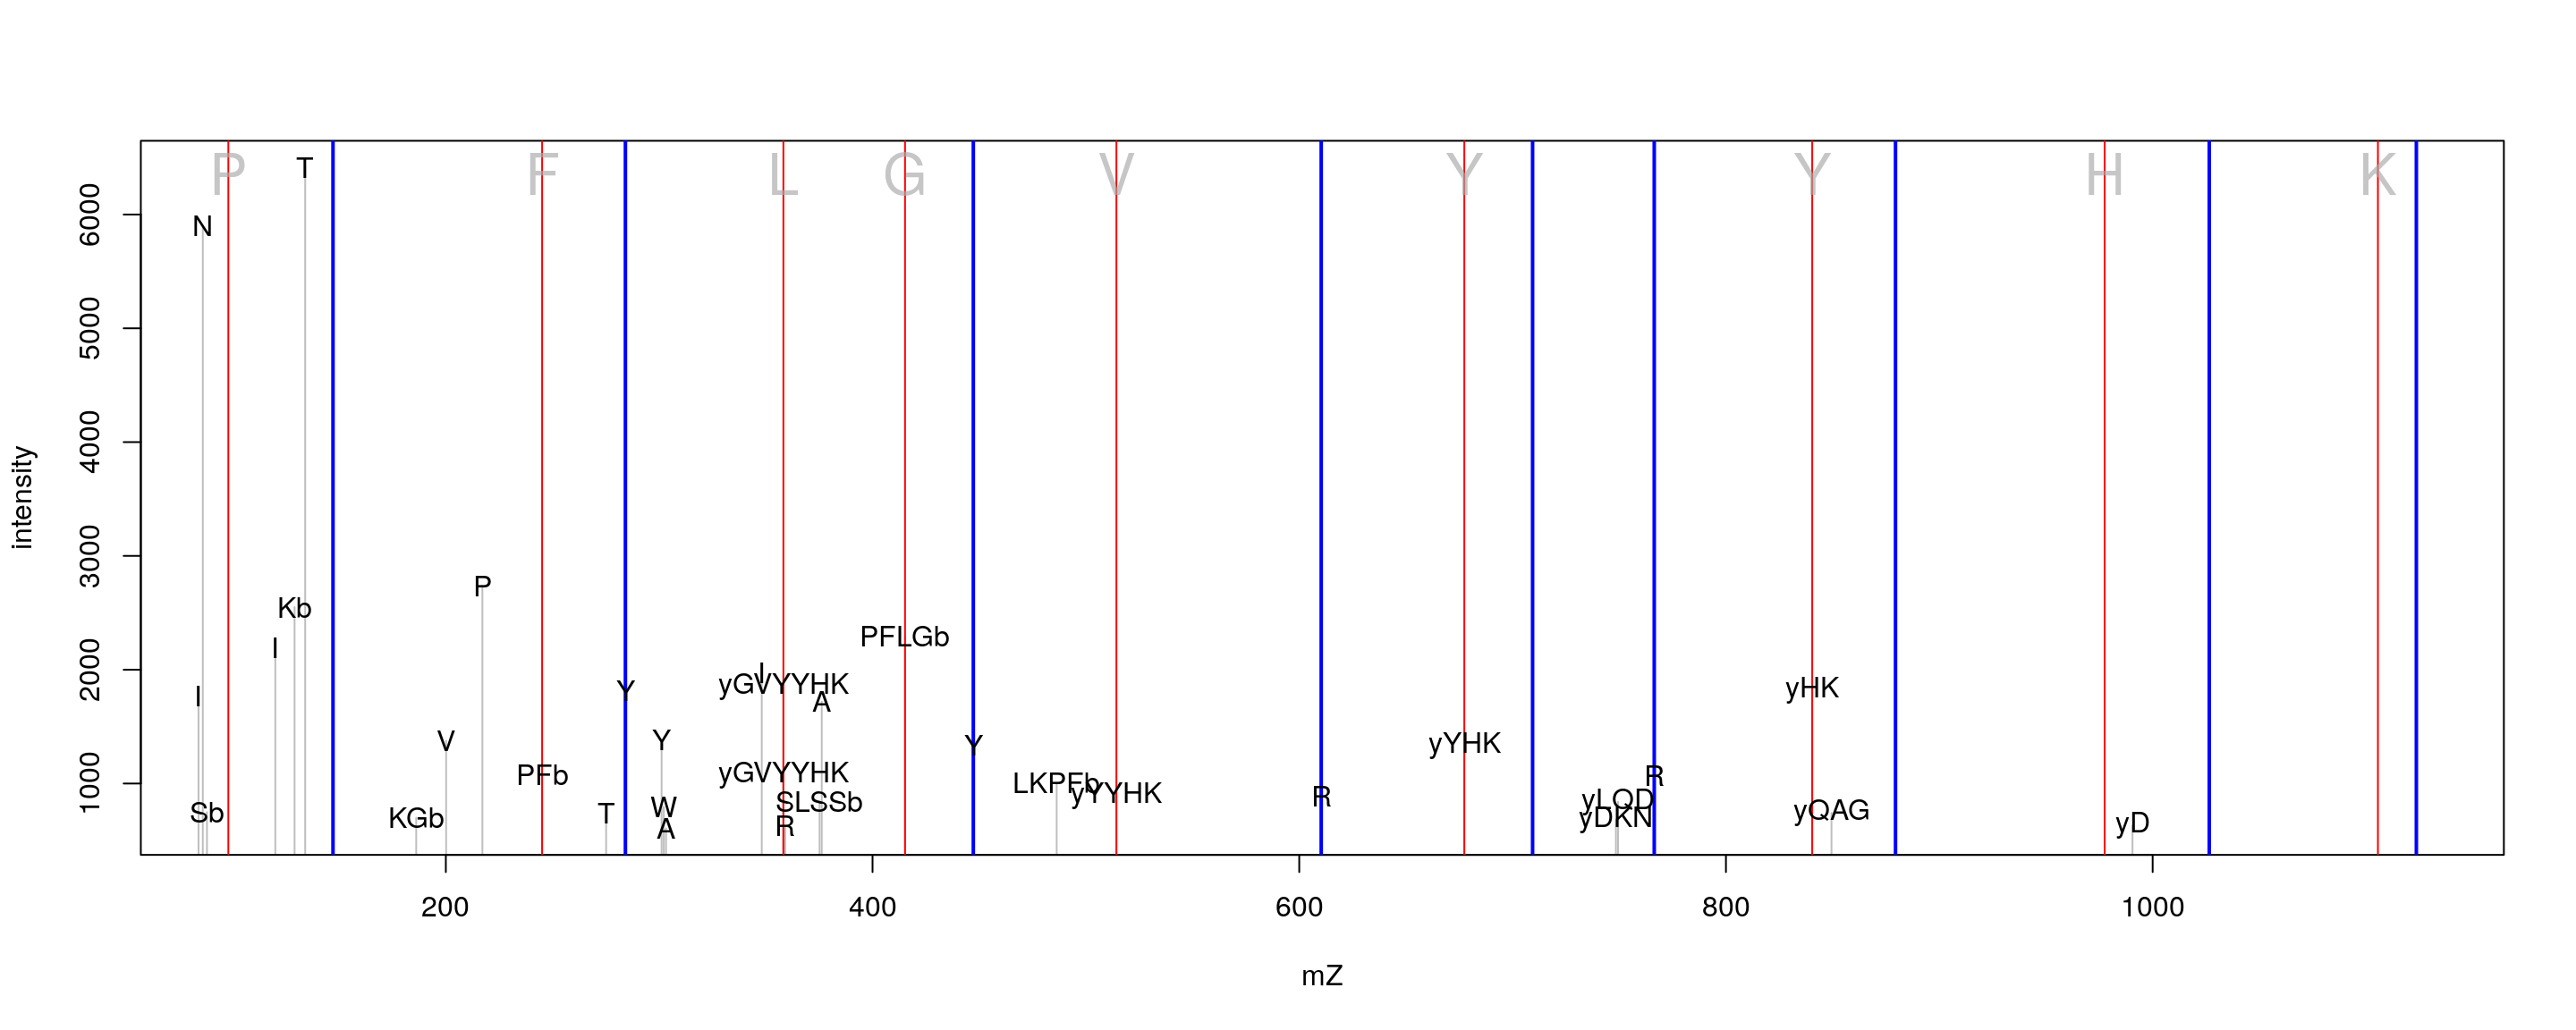 P F L G V Y Y H K
T
N
P
Kb
PFLGb
I
I
yGVYYHK
yHK
I
Y
A
V
Y
Y
yYHK
PFb
yGVYYHK
R
LKPFb
yYYHK
R
T
W
SLSSb
yLQD
yQAG
Sb
KGb
A
R
yDKN
yD
1000 2000 3000 4000 5000 6000
intensity
200 400 600 800 1000
mZ